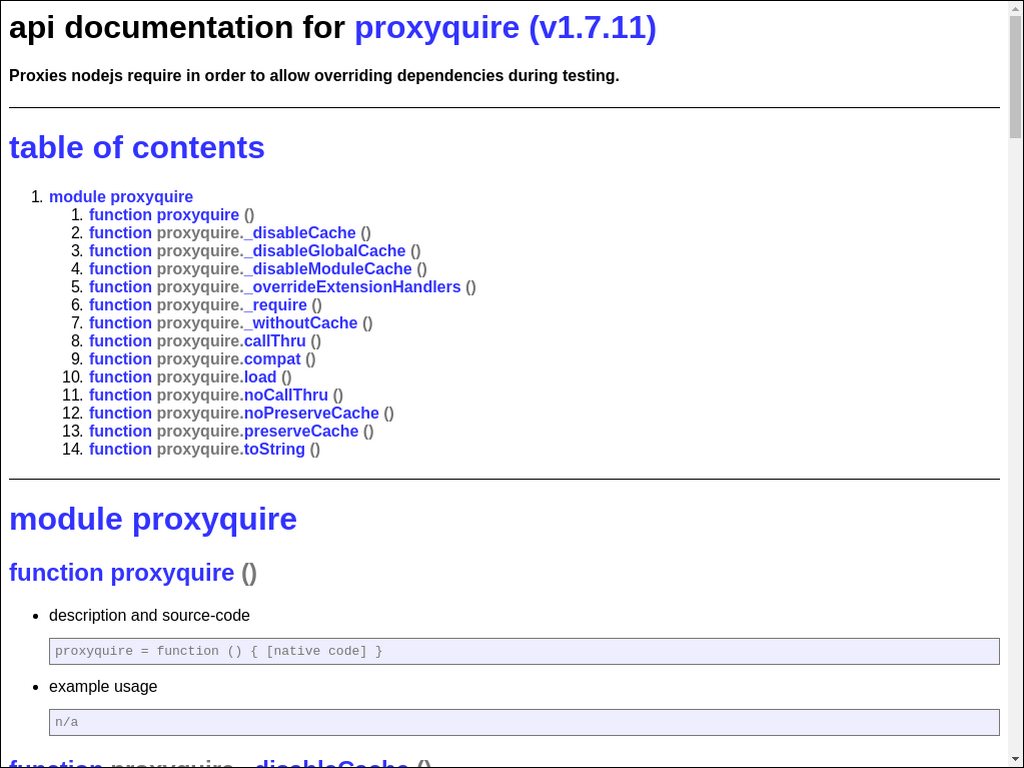 api documentation for proxyquire (v1.7.11)
Proxies nodejs require in order to allow overriding dependencies during testing.
table of contents
1. module proxyquire
1. function proxyquire ()
2. function proxyquire._disableCache ()
3. function proxyquire._disableGlobalCache ()
4. function proxyquire._disableModuleCache ()
5. function proxyquire._overrideExtensionHandlers ()
6. function proxyquire._require ()
7. function proxyquire._withoutCache ()
8. function proxyquire.callThru ()
9. function proxyquire.compat ()
10. function proxyquire.load ()
11. function proxyquire.noCallThru ()
12. function proxyquire.noPreserveCache ()
13. function proxyquire.preserveCache ()
14. function proxyquire.toString ()
module proxyquire
function proxyquire ()
• description and source-code
proxyquire = function () { [native code] }
• example usage
n/a
function proxyquire._disableCache ()